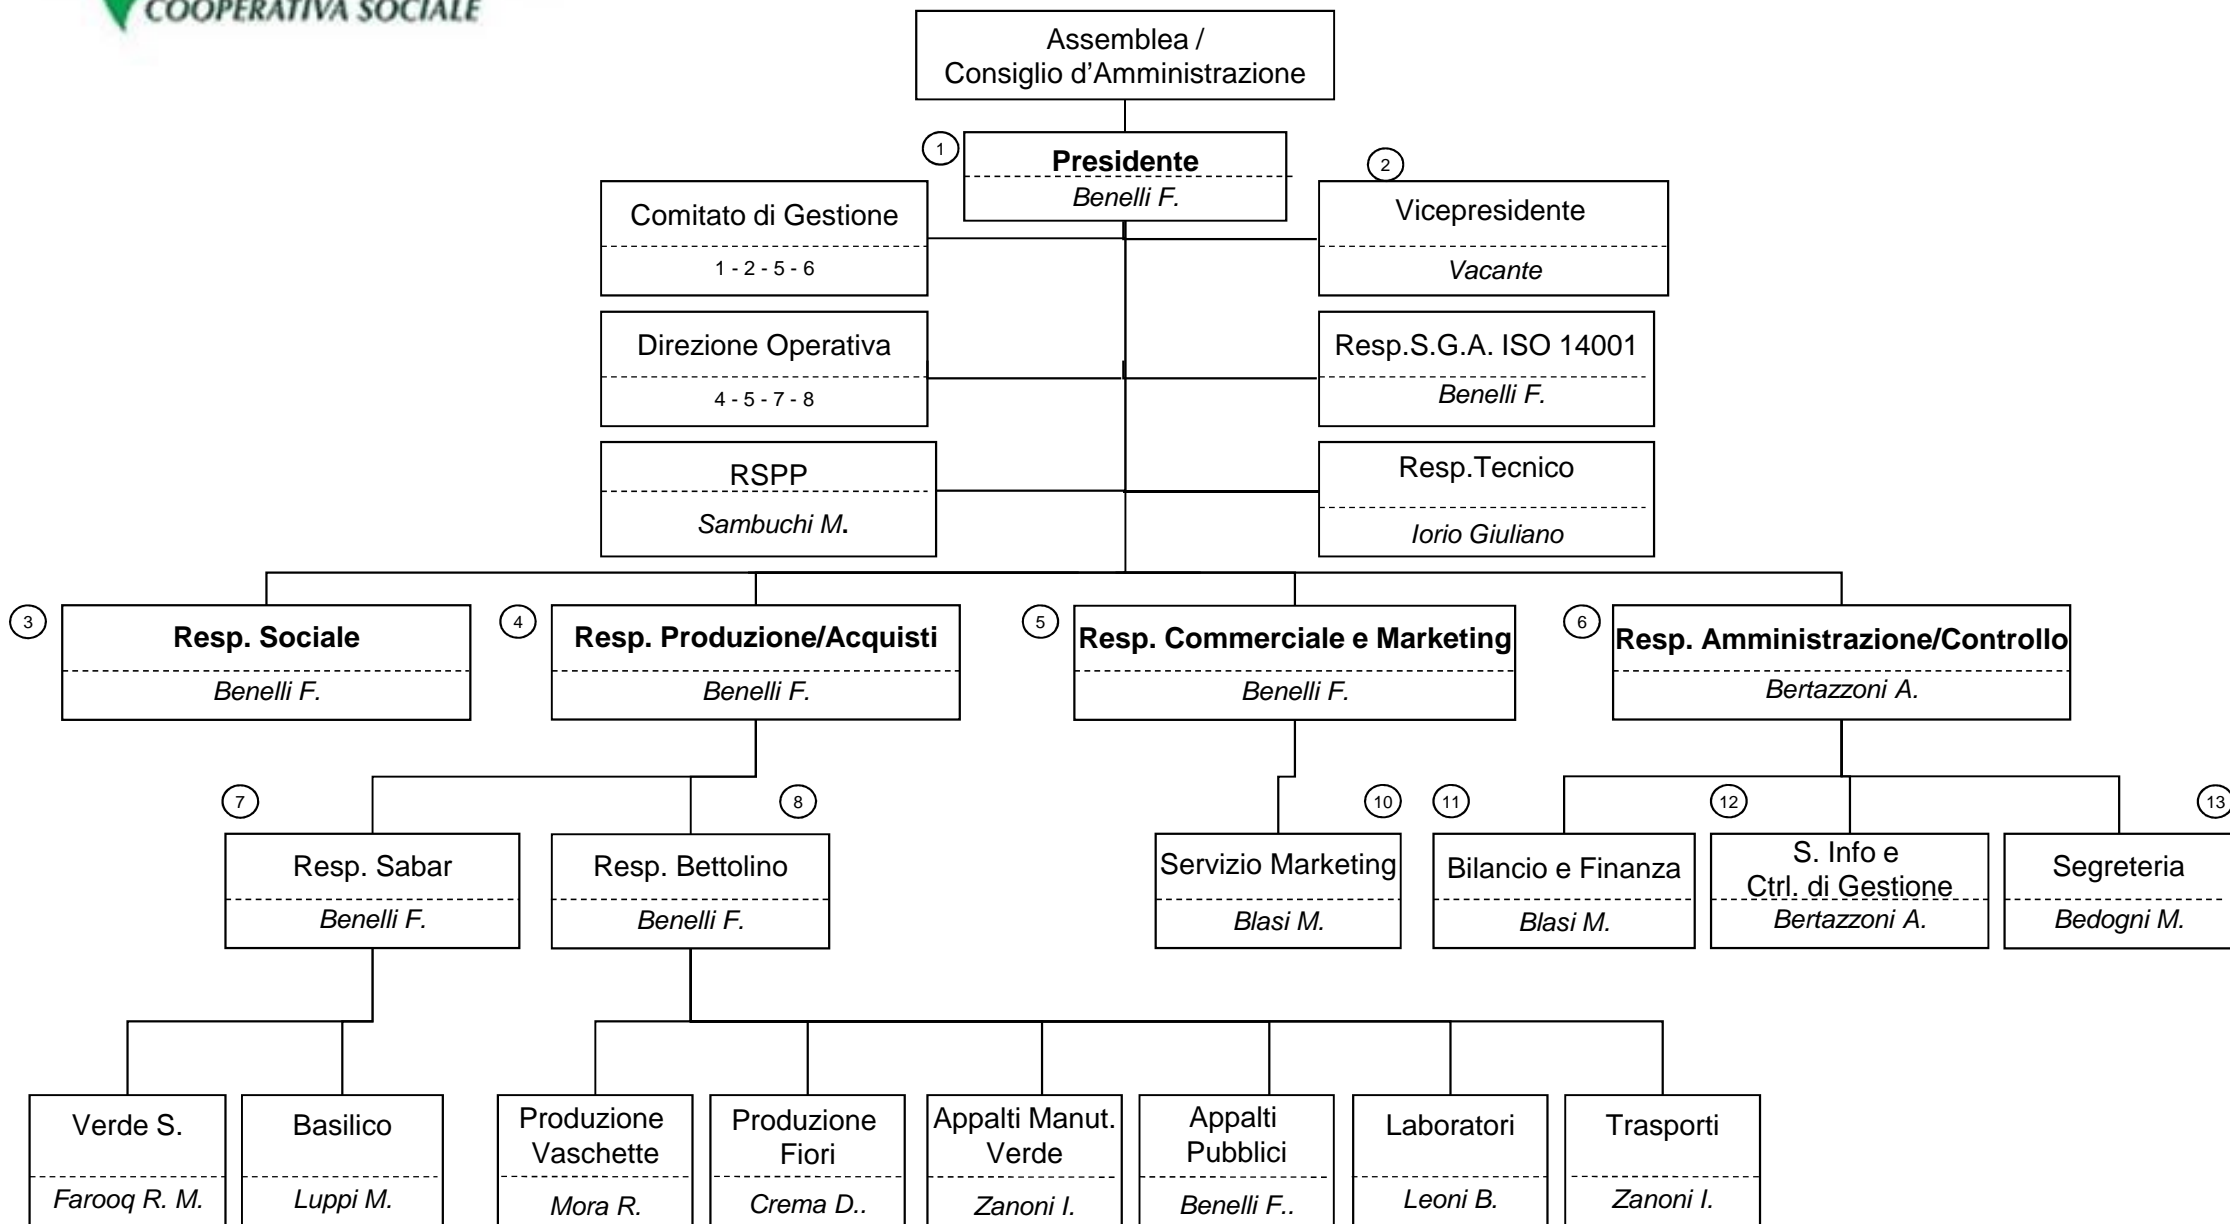 COOPERATIVA SOCIALE
Assemblea /
Consiglio d'Amministrazione
1
Presidente
Benelli F.
2
Comitato di Gestione
1 - 2 - 5 - 6
Vicepresidente
Vacante
Direzione Operativa
4 - 5 - 7 - 8
Resp.S.G.A. ISO 14001
Benelli F.
RSPP
Sambuchi M.
Resp.Tecnico
Iorio Giuliano
3
Resp. Sociale
Benelli F.
4
Resp. Produzione/Acquisti
Benelli F.
5
Resp. Commerciale e Marketing
Benelli F.
6
Resp. Amministrazione/Controllo
Bertazzoni A.
7
Resp. Sabar
Benelli F.
8
Resp. Bettolino
Benelli F.
10
Servizio Marketing
Blasi M.
11
Bilancio e Finanza
Blasi M.
12
S. Info e
Ctrl. di Gestione
Bertazzoni A.
13
Segreteria
Bedogni M.
Verde S.
Farooq R. M.
Basilico
Luppi M.
Produzione
Vaschette
Mora R.
Produzione
Fiori
Crema D..
Appalti Manut.
Verde
Zanoni I.
Appalti
Pubblici
Benelli F..
Laboratori
Leoni B.
Trasporti
Zanoni I.